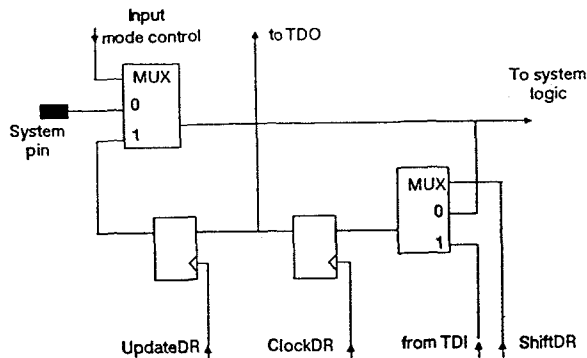 Input
mode control
to TDO
MUX
0
1
System
pin
To system
logic
MUX
0
1
UpdateDR
ClockDR
from TDI
ShiftDR